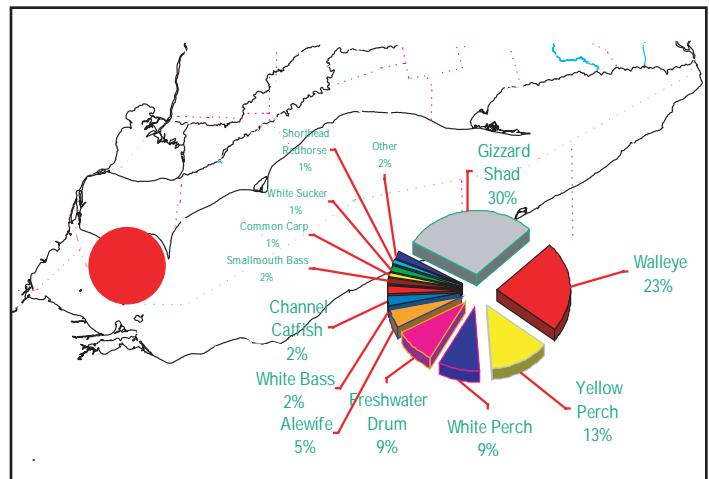 Shorthead
Redhorse
1%
Other
2%
Gizzard
Shad
30%
White Sucker
1%
Common Carp
1%
Smallmouth Bass
2%
Walleye
23%
Channel
Catfish
2%
White Bass
2%
Alewife
5%
Freshwater
Drum
9%
White Perch
9%
Yellow
Perch
13%